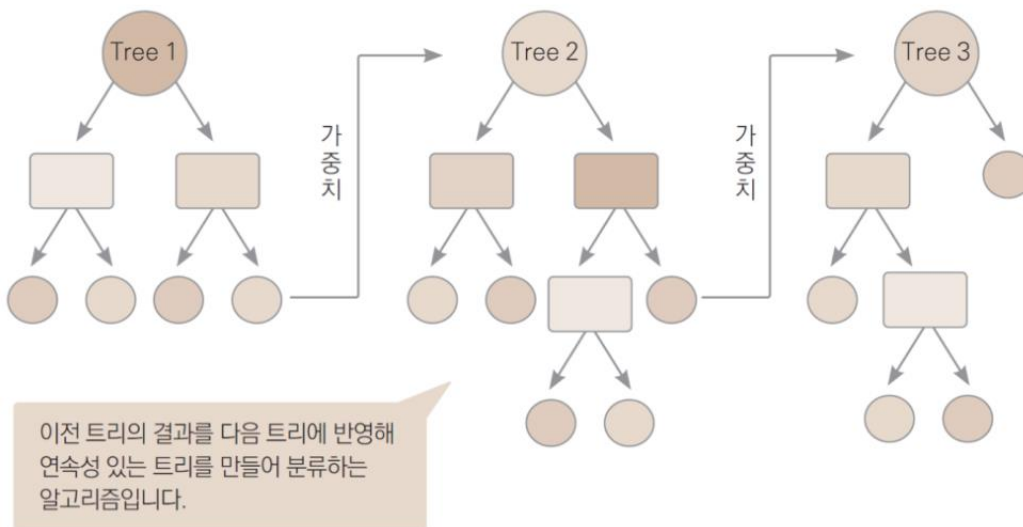 Tree 1
Tree 2
Tree 3
가중치
가중치
이전 트리의 결과를 다음 트리에 반영해
연속성 있는 트리를 만들어 분류하는
알고리즘입니다.